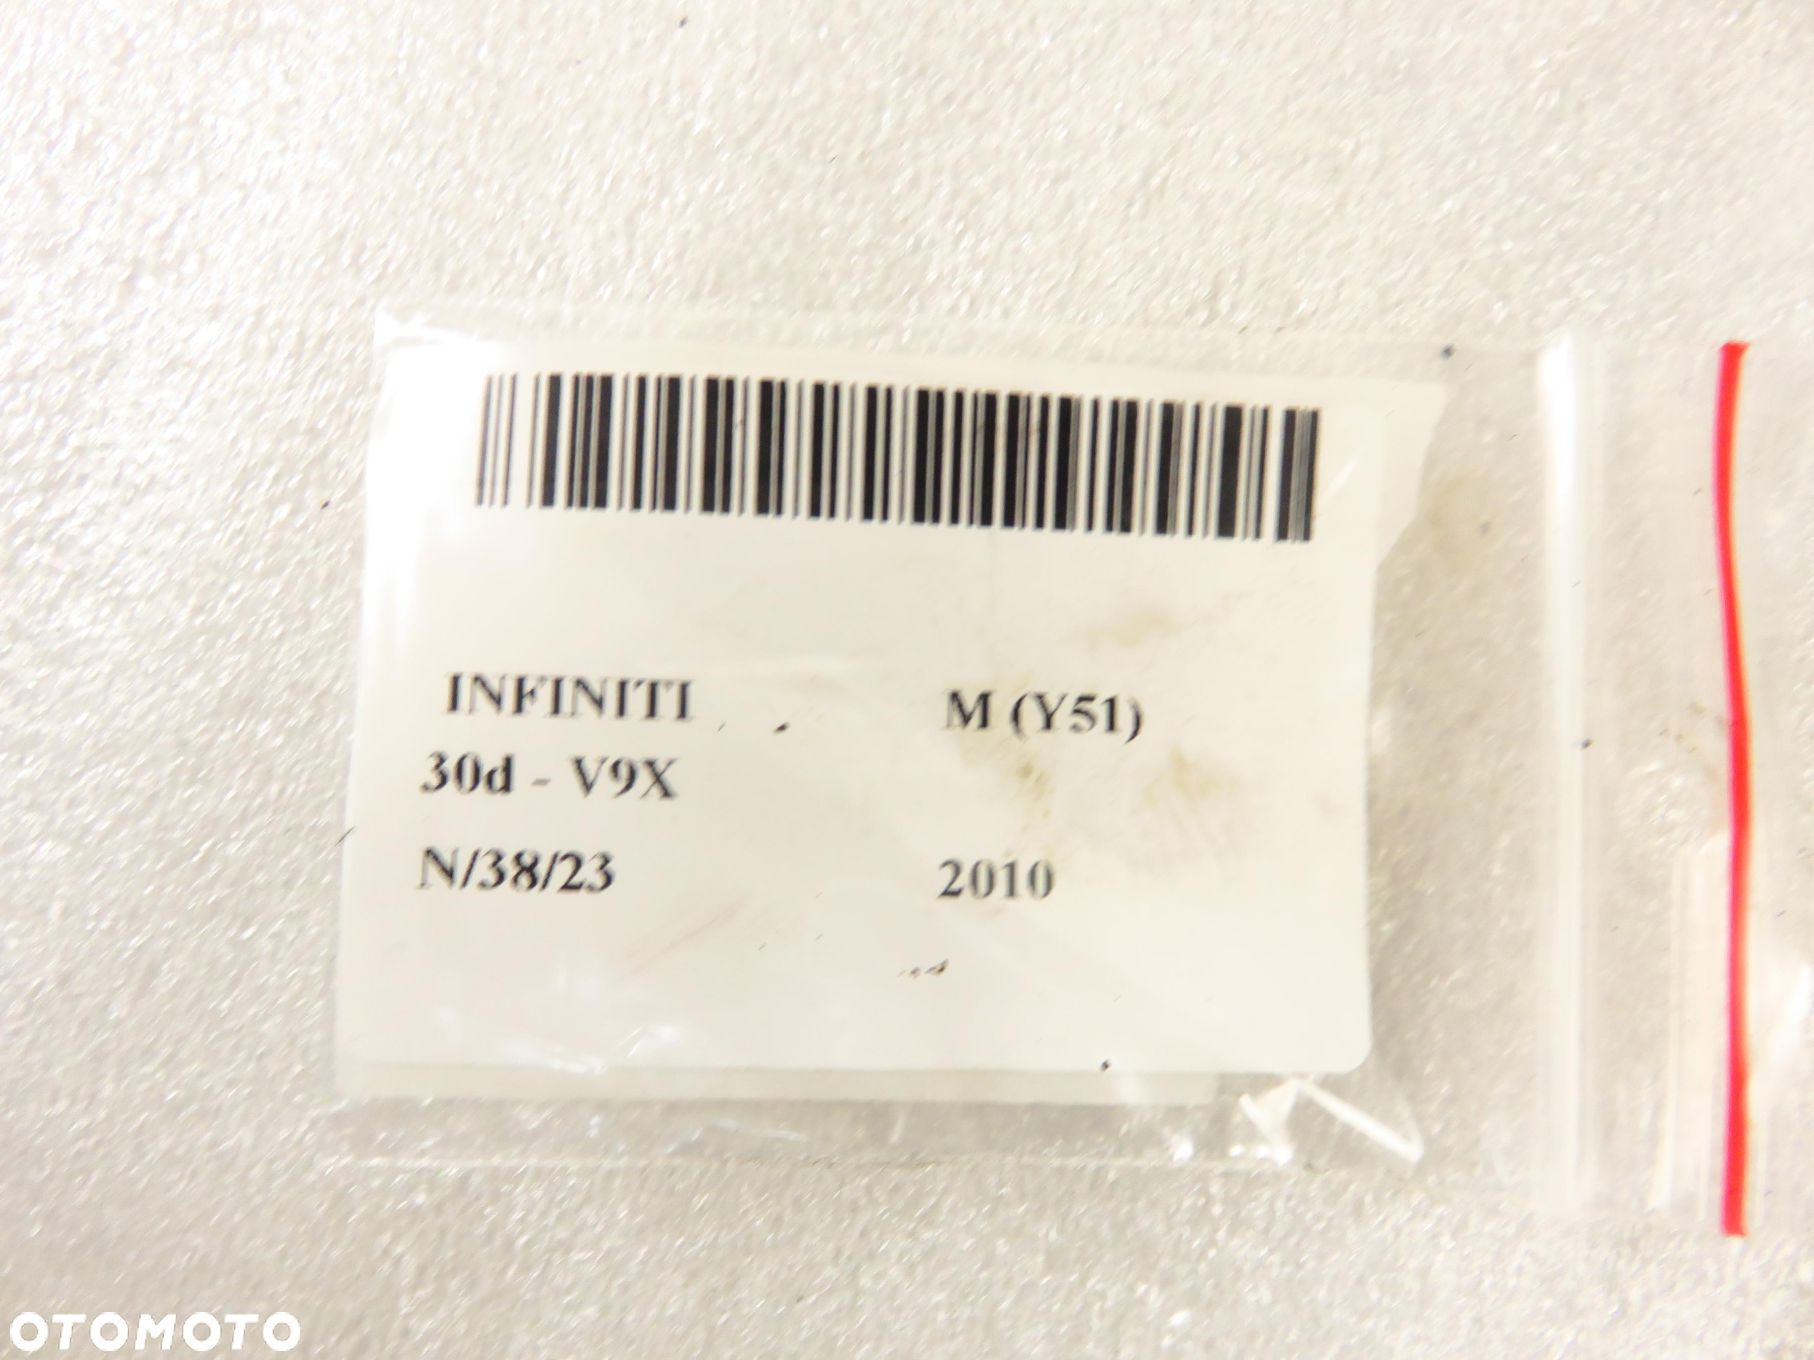 INFINITI M (Y51)
30d - V9X
N/38/23 2010
OTOMOTO